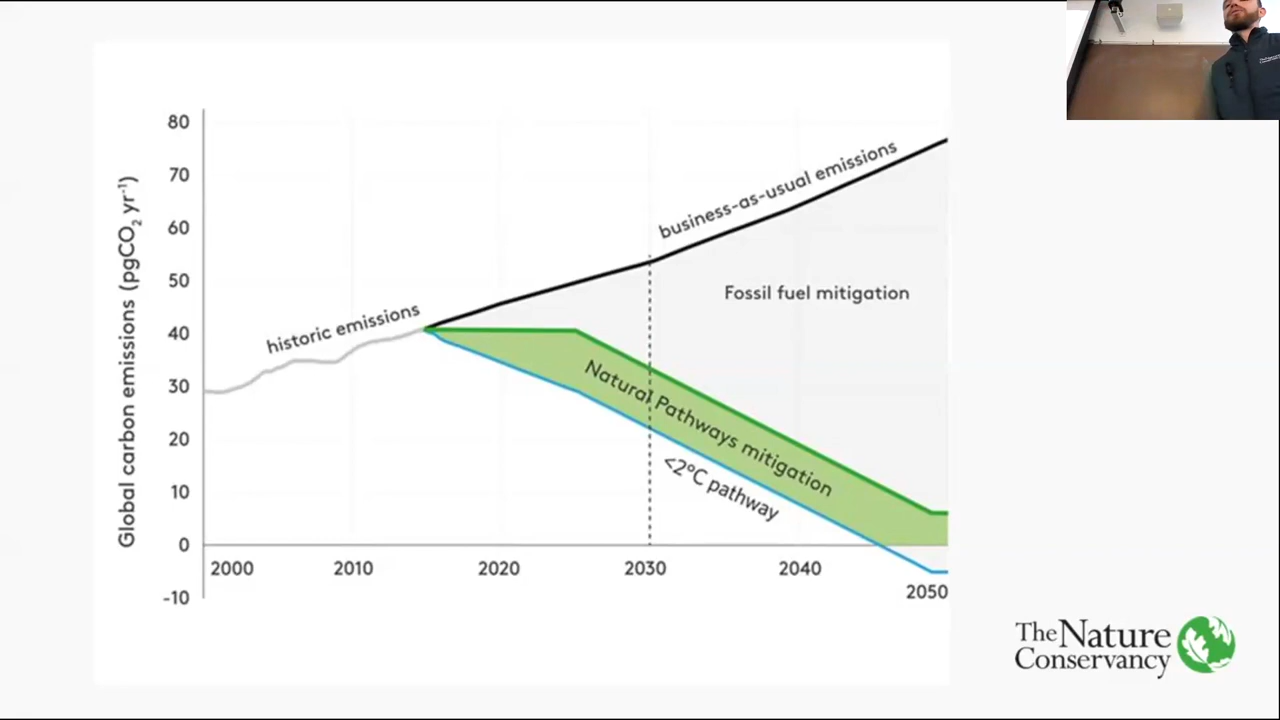 80
70
60
50
40
30
20
10
0
-10
Global carbon emissions (pgCO₂ yr⁻¹)
historic emissions
business-as-usual emissions
Fossil fuel mitigation
Natural Pathways mitigation
<2°C pathway
2000
2010
2020
2030
2040
2050
The Nature
Conservancy